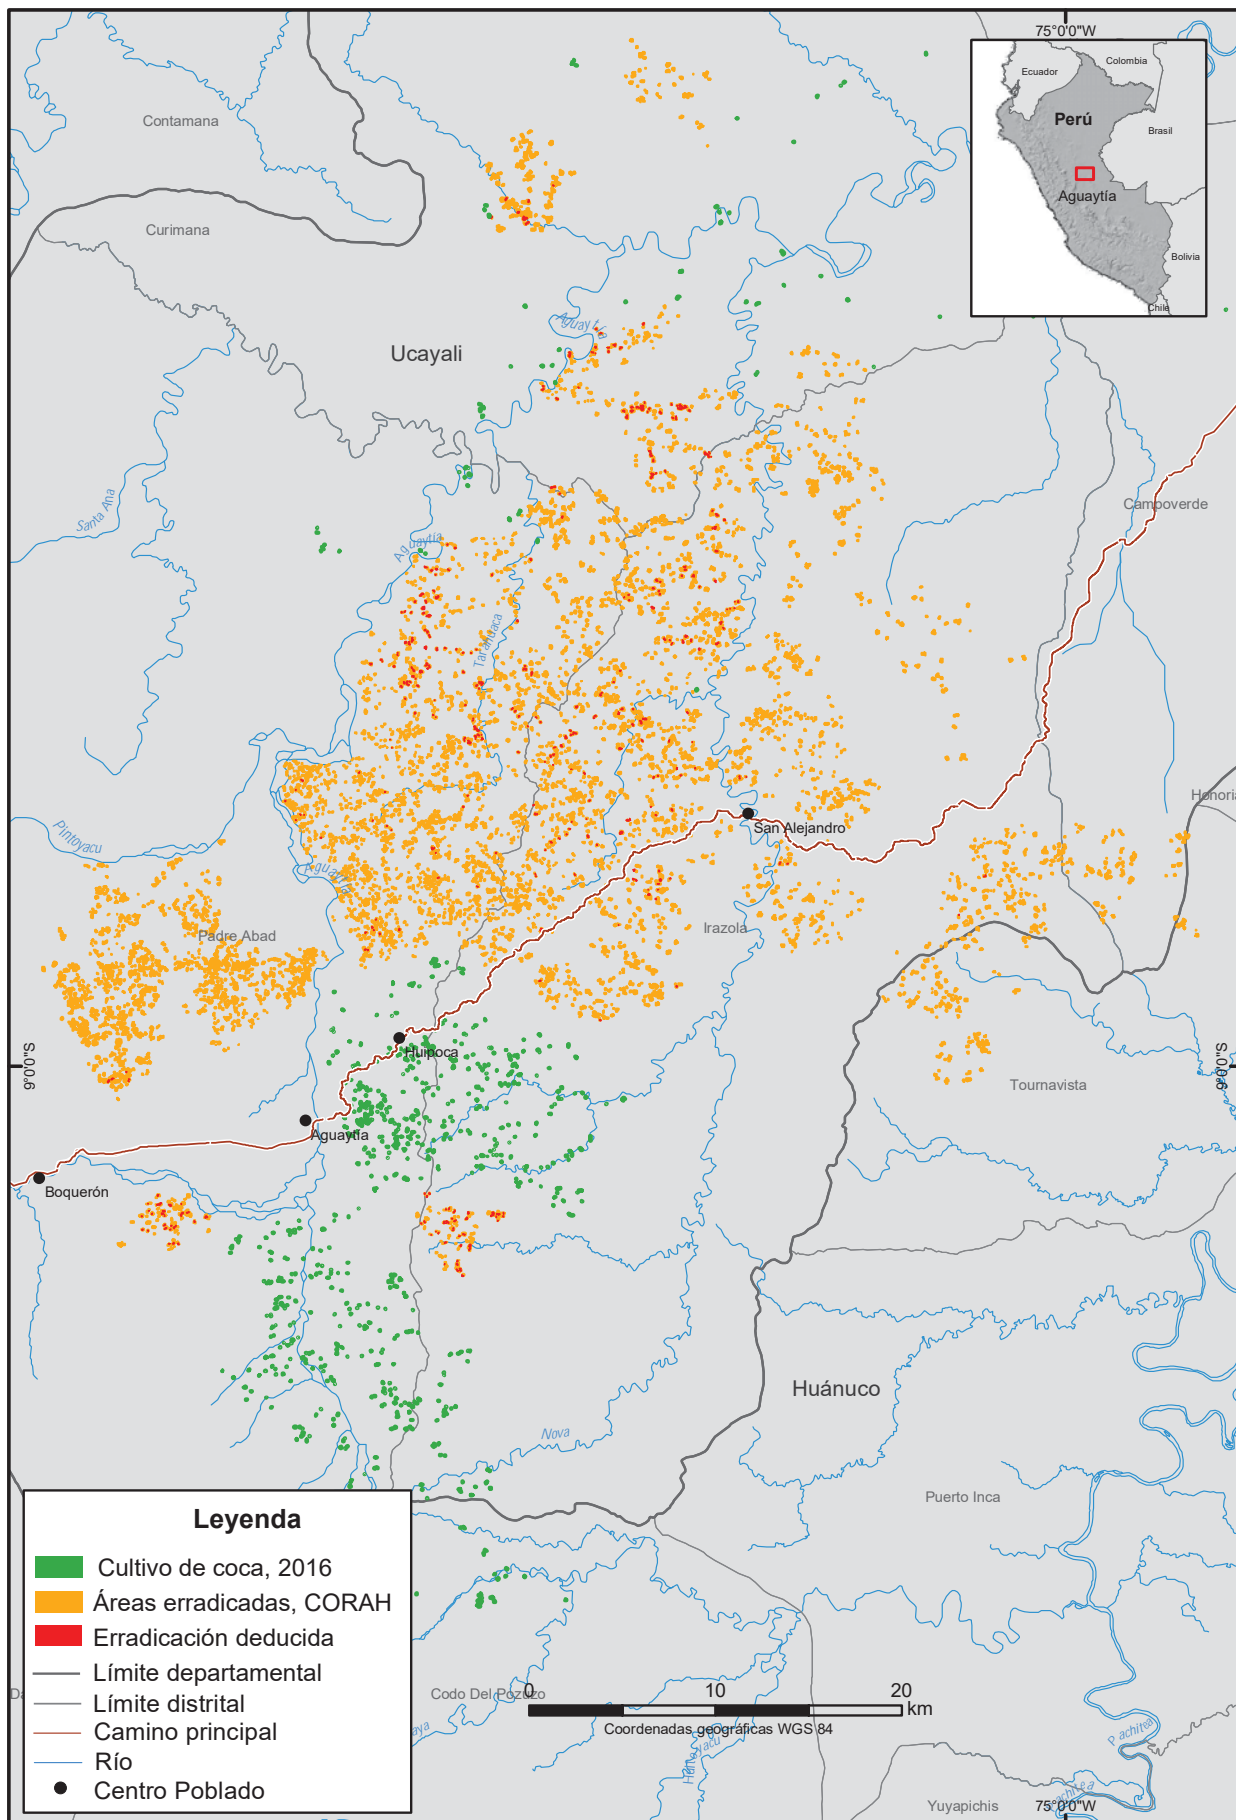 75°0'0"W
Ecuador
Colombia
Perú
Brasil
Aguaytía
Bolivia
Chile
Contamana
Curimana
Aguaytía
Ucayali
Santa Ana
Campoverde
Aguaytía
Tarahuaca
Honoria
San Alejandro
Pintoyacu
Aguaytía
Padre Abad
Irazola
9°0'0"S
Huipoca
9°0'0"S
Tournavista
Aguaytía
Boquerón
Huánuco
Nova
Puerto Inca
Leyenda
Cultivo de coca, 2016
Áreas erradicadas, CORAH
Erradicación deducida
Límite departamental
Límite distrital
Camino principal
Río
Centro Poblado
Codo Del Pozuzo
0 10 20
km
Coordenadas geográficas WGS 84
Pachitea
Yuyapichis
75°0'0"W